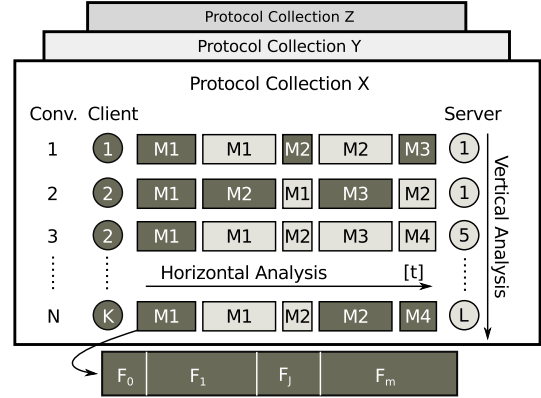 Protocol Collection Z
Protocol Collection Y
Protocol Collection X
Conv. Client Server
1 1 M1 M1 M2 M2 M3 1
2 2 M1 M2 M1 M3 M2 1
3 2 M1 M1 M2 M3 M4 5
Horizontal Analysis [t]
N K M1 M1 M2 M2 M4 L
Vertical Analysis
F0 F1 FJ Fm